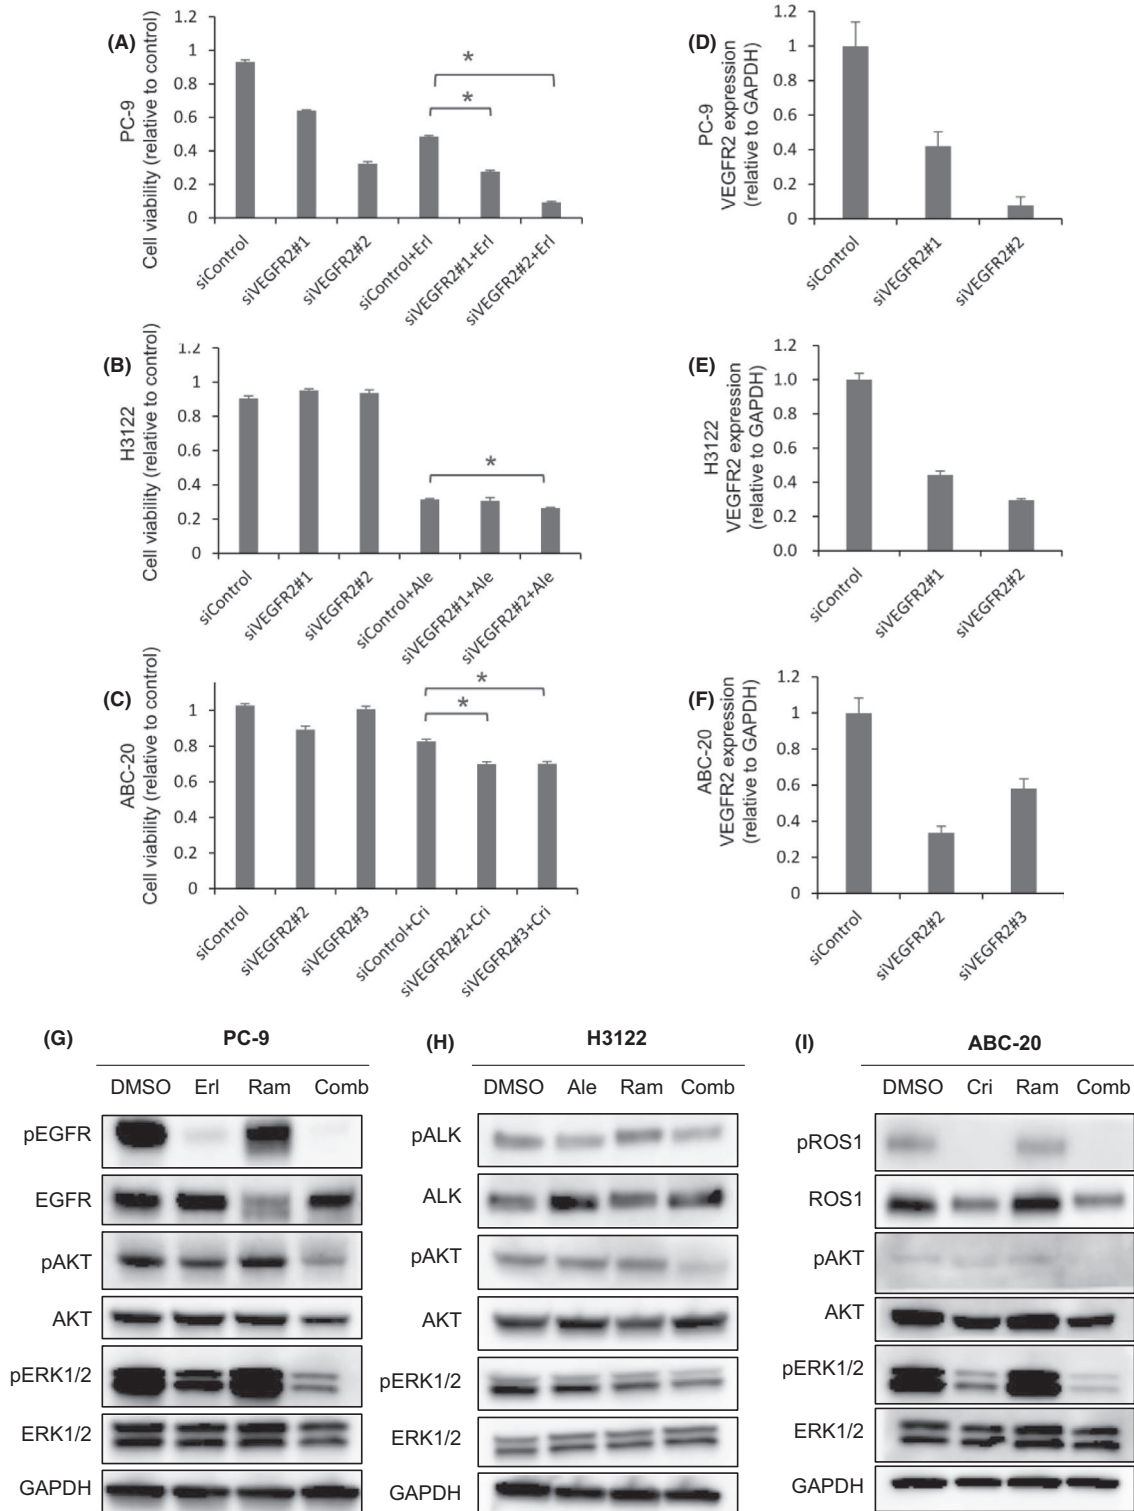 (A)
PC-9
Cell viability (relative to control)
1.2
1
0.8
0.6
0.4
0.2
0
*
*
siControl
siVEGFR2#1
siVEGFR2#2
siControl+Erl
siVEGFR2#1+Erl
siVEGFR2#2+Erl
(D)
PC-9
VEGFR2 expression
(relative to GAPDH)
1.2
1
0.8
0.6
0.4
0.2
0
siControl
siVEGFR2#1
siVEGFR2#2
(B)
H3122
Cell viability (relative to control)
1.2
1
0.8
0.6
0.4
0.2
0
*
siControl
siVEGFR2#1
siVEGFR2#2
siControl+Ale
siVEGFR2#1+Ale
siVEGFR2#2+Ale
(E)
H3122
VEGFR2 expression
(relative to GAPDH)
1.2
1
0.8
0.6
0.4
0.2
0.0
siControl
siVEGFR2#1
siVEGFR2#2
(C)
ABC-20
Cell viability (relative to control)
1
0.8
0.6
0.4
0.2
0
*
*
siControl
siVEGFR2#2
siVEGFR2#3
siControl+Cri
siVEGFR2#2+Cri
siVEGFR2#3+Cri
(F)
ABC-20
VEGFR2 expression
(relative to GAPDH)
1.2
1
0.8
0.6
0.4
0.2
0
siControl
siVEGFR2#2
siVEGFR2#3
(G)
PC-9
DMSO Erl Ram Comb
pEGFR
EGFR
pAKT
AKT
pERK1/2
ERK1/2
GAPDH
(H)
H3122
DMSO Ale Ram Comb
pALK
ALK
pAKT
AKT
pERK1/2
ERK1/2
GAPDH
(I)
ABC-20
DMSO Cri Ram Comb
pROS1
ROS1
pAKT
AKT
pERK1/2
ERK1/2
GAPDH